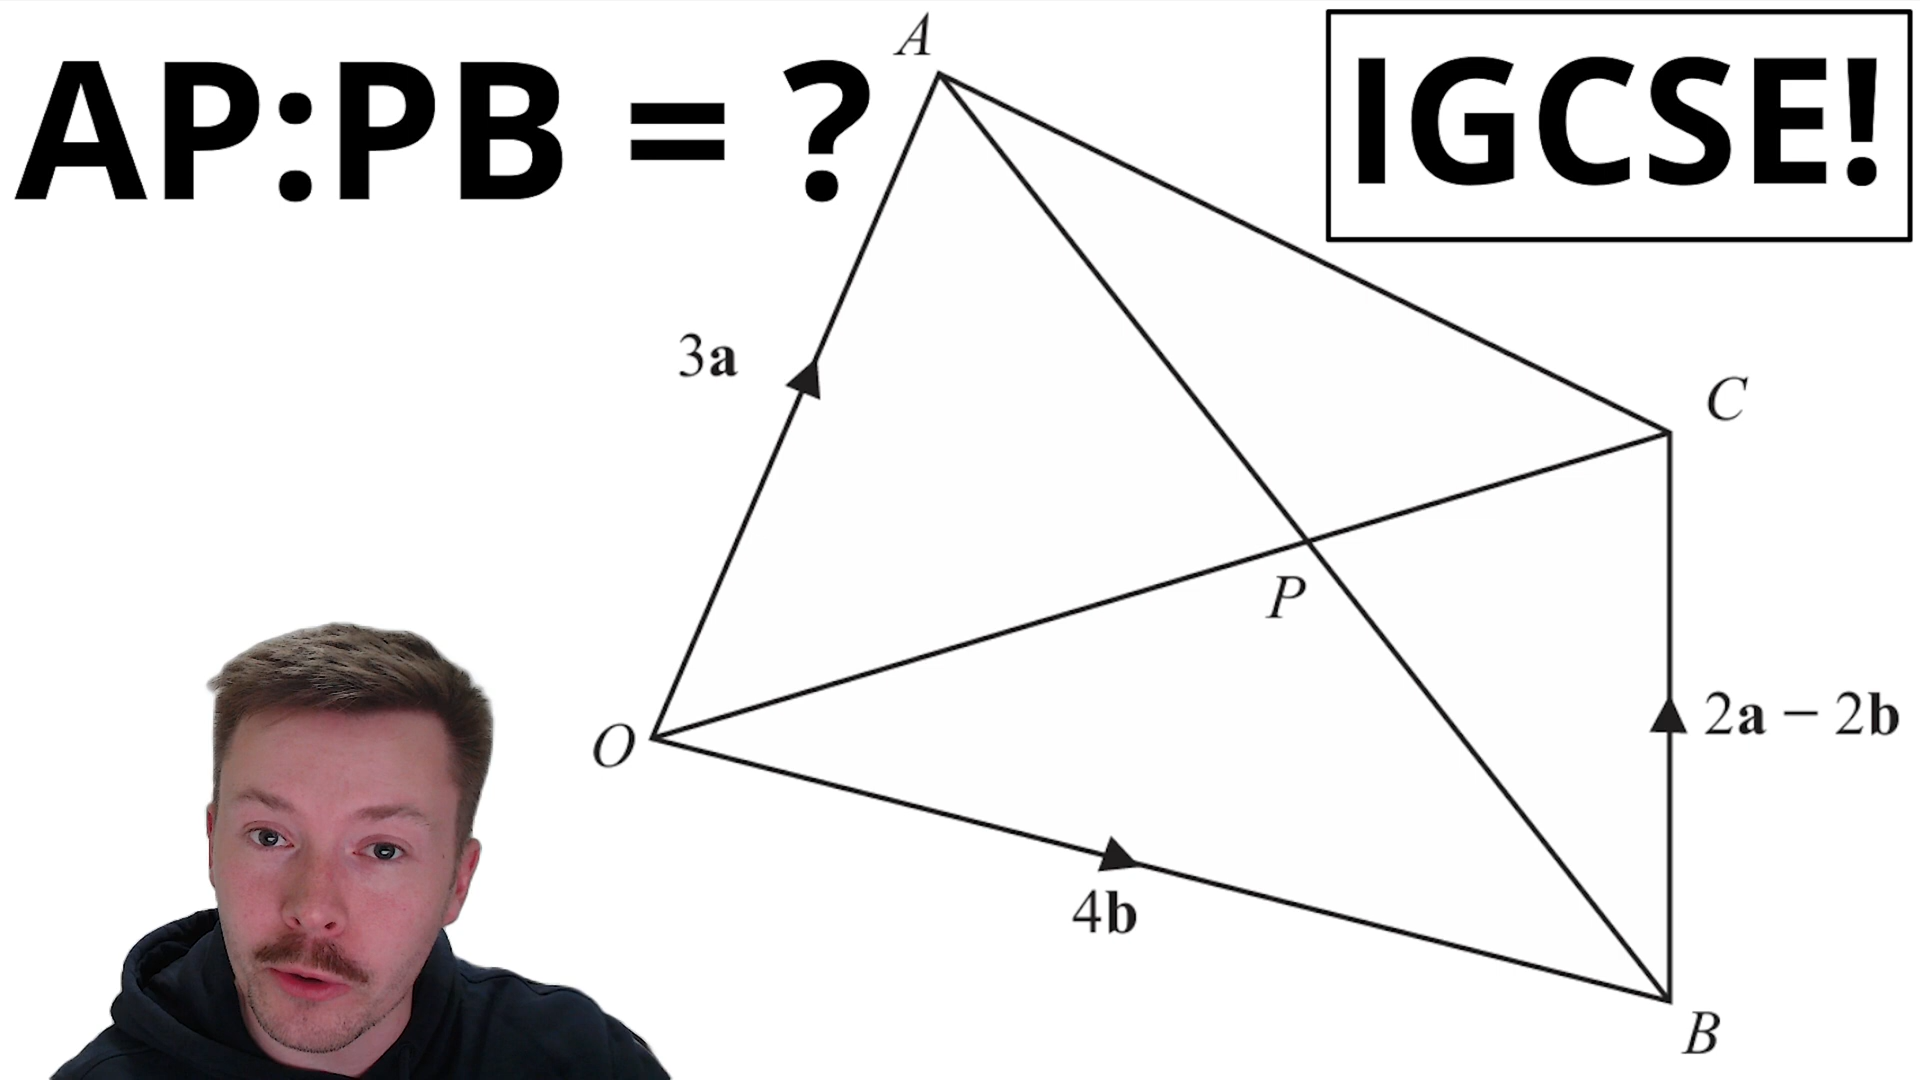 AP:PB = ?
IGCSE!
A
3a
C
P
O
2a − 2b
4b
B